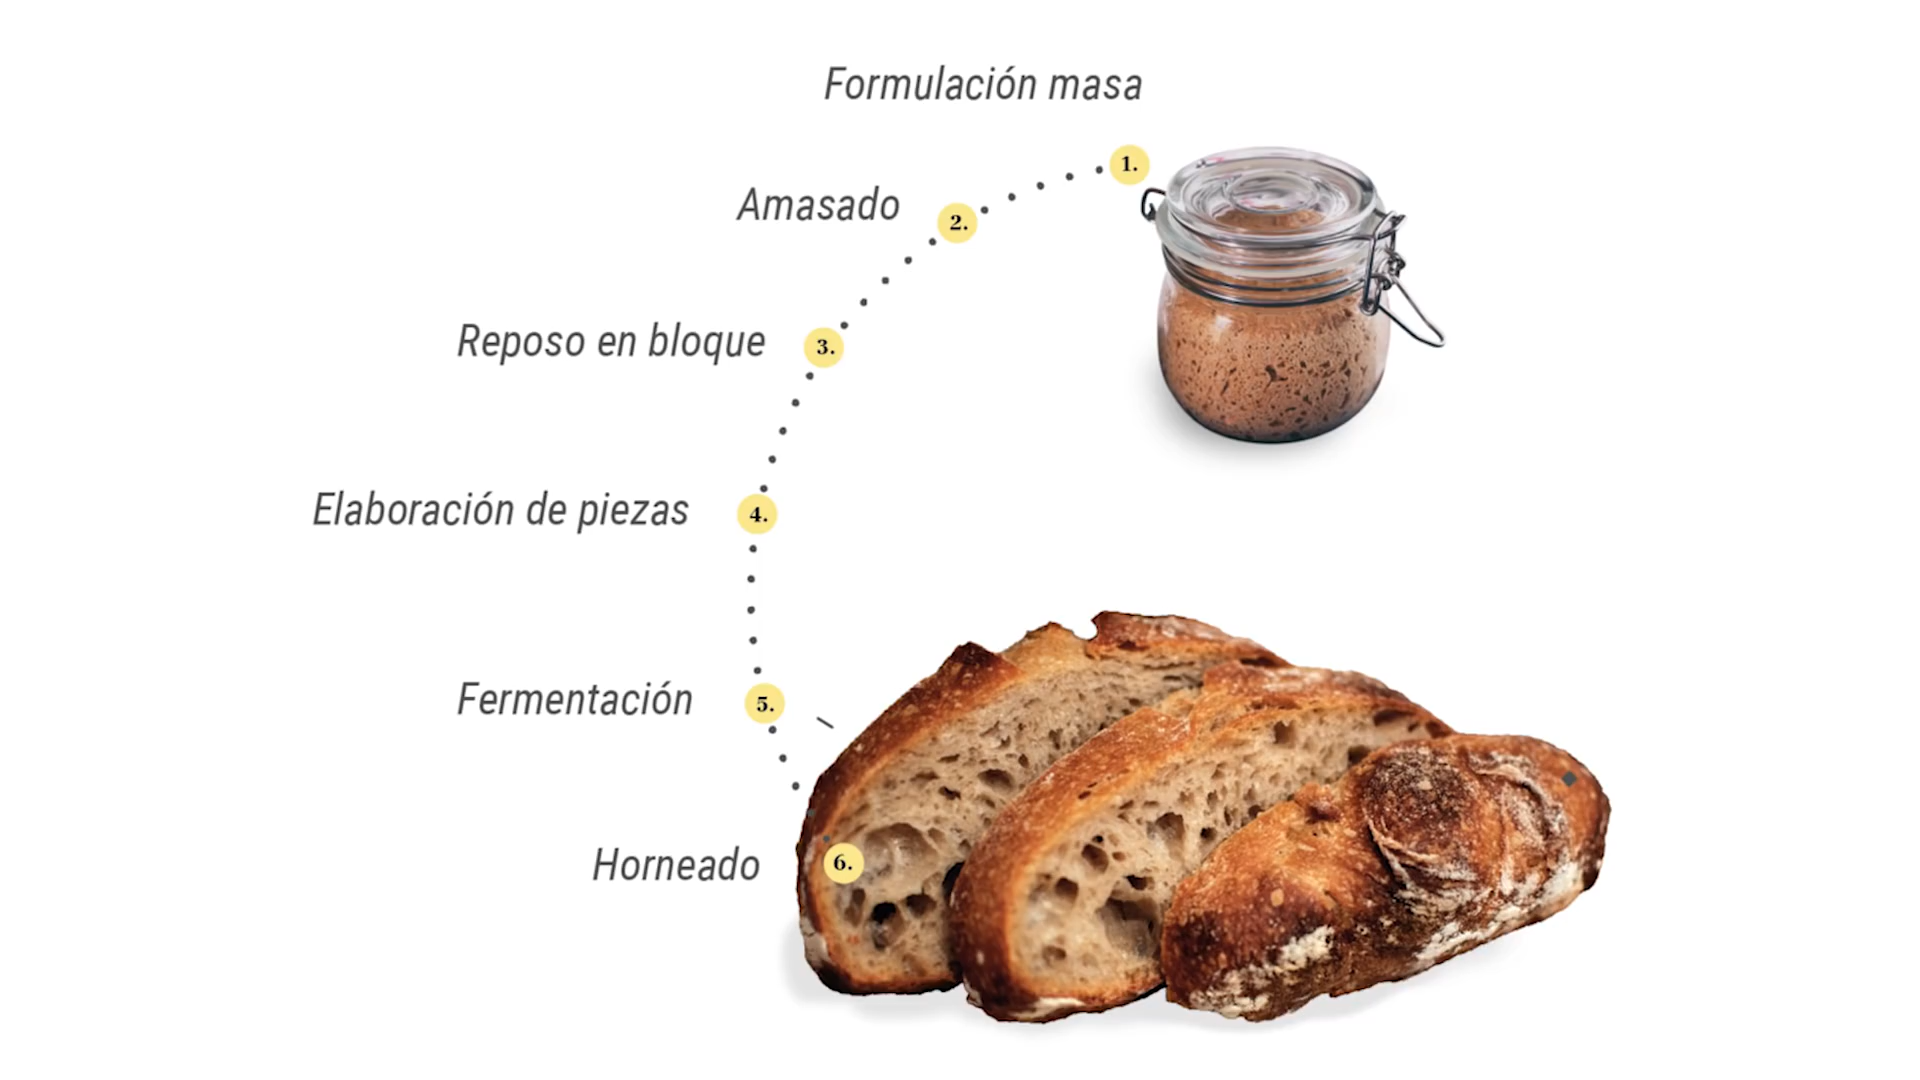 Formulación masa
1.
Amasado
2.
Reposo en bloque
3.
Elaboración de piezas
4.
Fermentación
5.
Horneado
6.